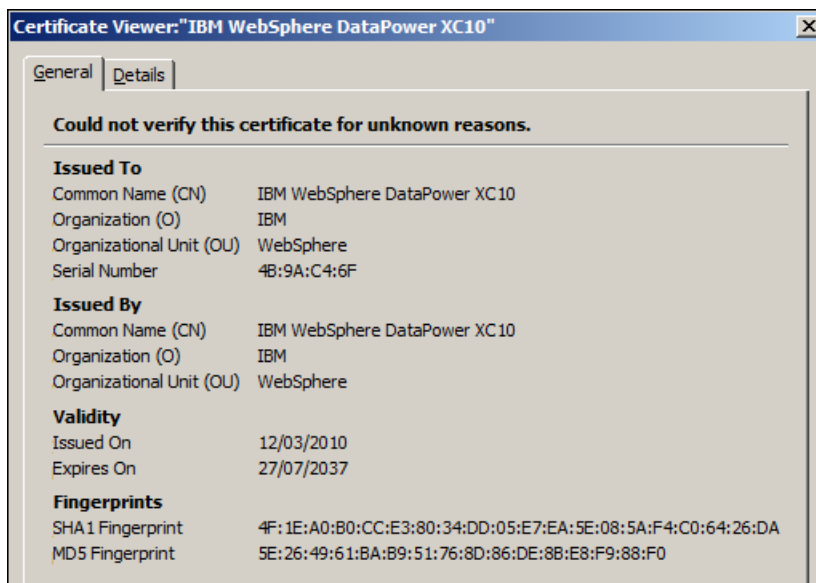 Certificate Viewer:"IBM WebSphere DataPower XC10"
General Details
Could not verify this certificate for unknown reasons.
Issued To
Common Name (CN) IBM WebSphere DataPower XC10
Organization (O) IBM
Organizational Unit (OU) WebSphere
Serial Number 4B:9A:C4:6F
Issued By
Common Name (CN) IBM WebSphere DataPower XC10
Organization (O) IBM
Organizational Unit (OU) WebSphere
Validity
Issued On 12/03/2010
Expires On 27/07/2037
Fingerprints
SHA1 Fingerprint 4F:1E:A0:B0:CC:E3:80:34:DD:05:E7:EA:5E:08:5A:F4:C0:64:26:DA
MD5 Fingerprint 5E:26:49:61:BA:B9:51:76:8D:86:DE:8B:E8:F9:88:F0